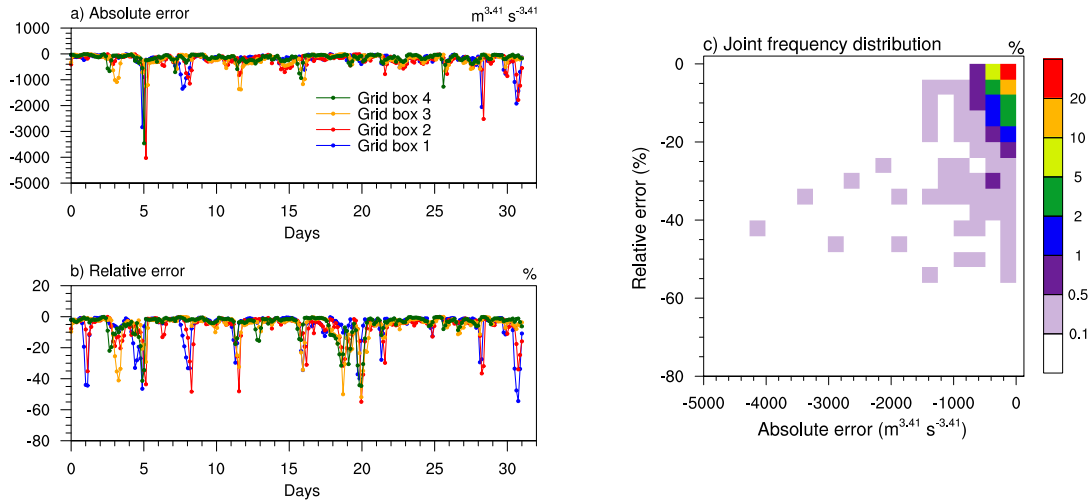 a) Absolute error m^3.41 s^-3.41
1000
0
-1000
-2000
-3000
-4000
5000
Grid box 4
Grid box 3
Grid box 2
Grid box 1
0 5 10 15 20 25 30
Days
b) Relative error %
20
0
-20
-40
-60
-80
0 5 10 15 20 25 30
Days
c) Joint frequency distribution %
0
-20
-40
-60
-80
Relative error (%)
-5000 -4000 -3000 -2000 -1000 0
Absolute error (m^3.41 s^-3.41)
20
10
5
2
1
0.5
0.1